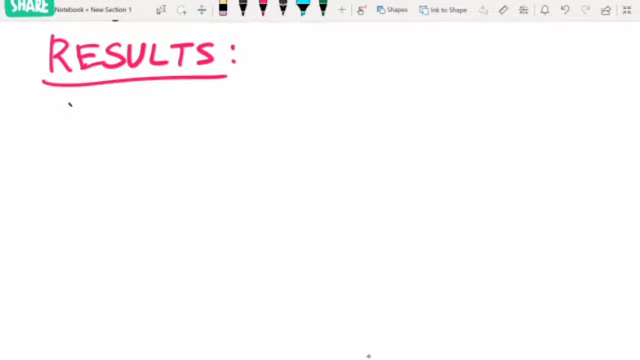 SHARE
Notebook » New Section 1
Shapes
Ink to Shape
RESULTS: